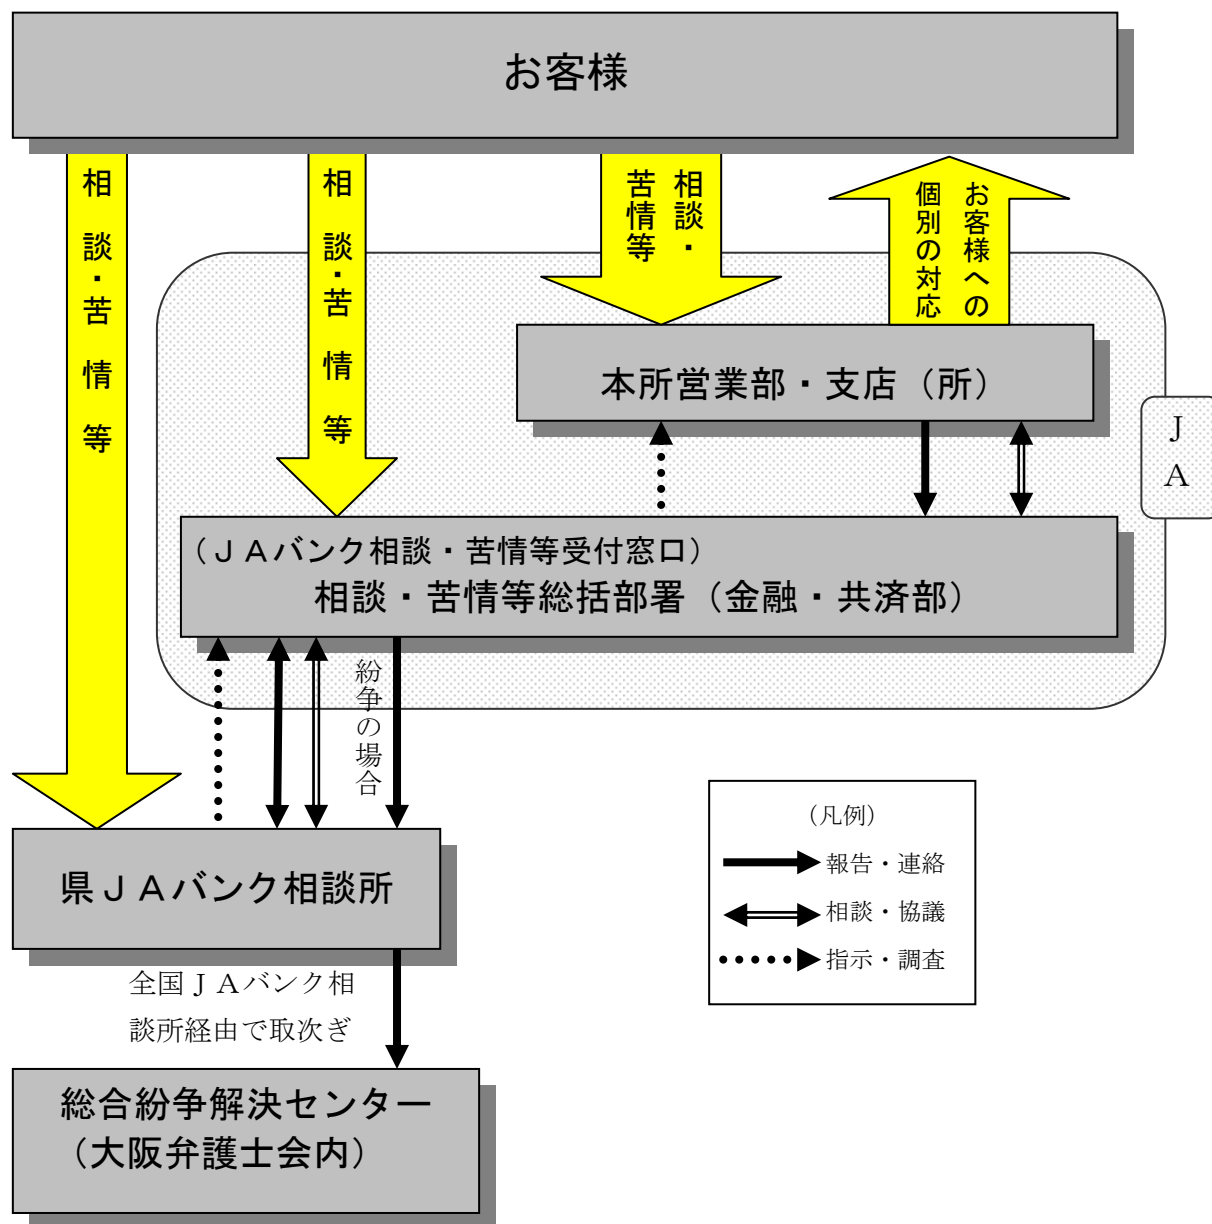 お客様
相談・苦情等
相談・苦情等
相談・
苦情等
お客様への
個別の対応
本所営業部・支店（所）
ＪＡ
（ＪＡバンク相談・苦情等受付窓口）
相談・苦情等総括部署（金融・共済部）
紛争の場合
県ＪＡバンク相談所
（凡例）
報告・連絡
相談・協議
指示・調査
全国ＪＡバンク相
談所経由で取次ぎ
総合紛争解決センター
（大阪弁護士会内）